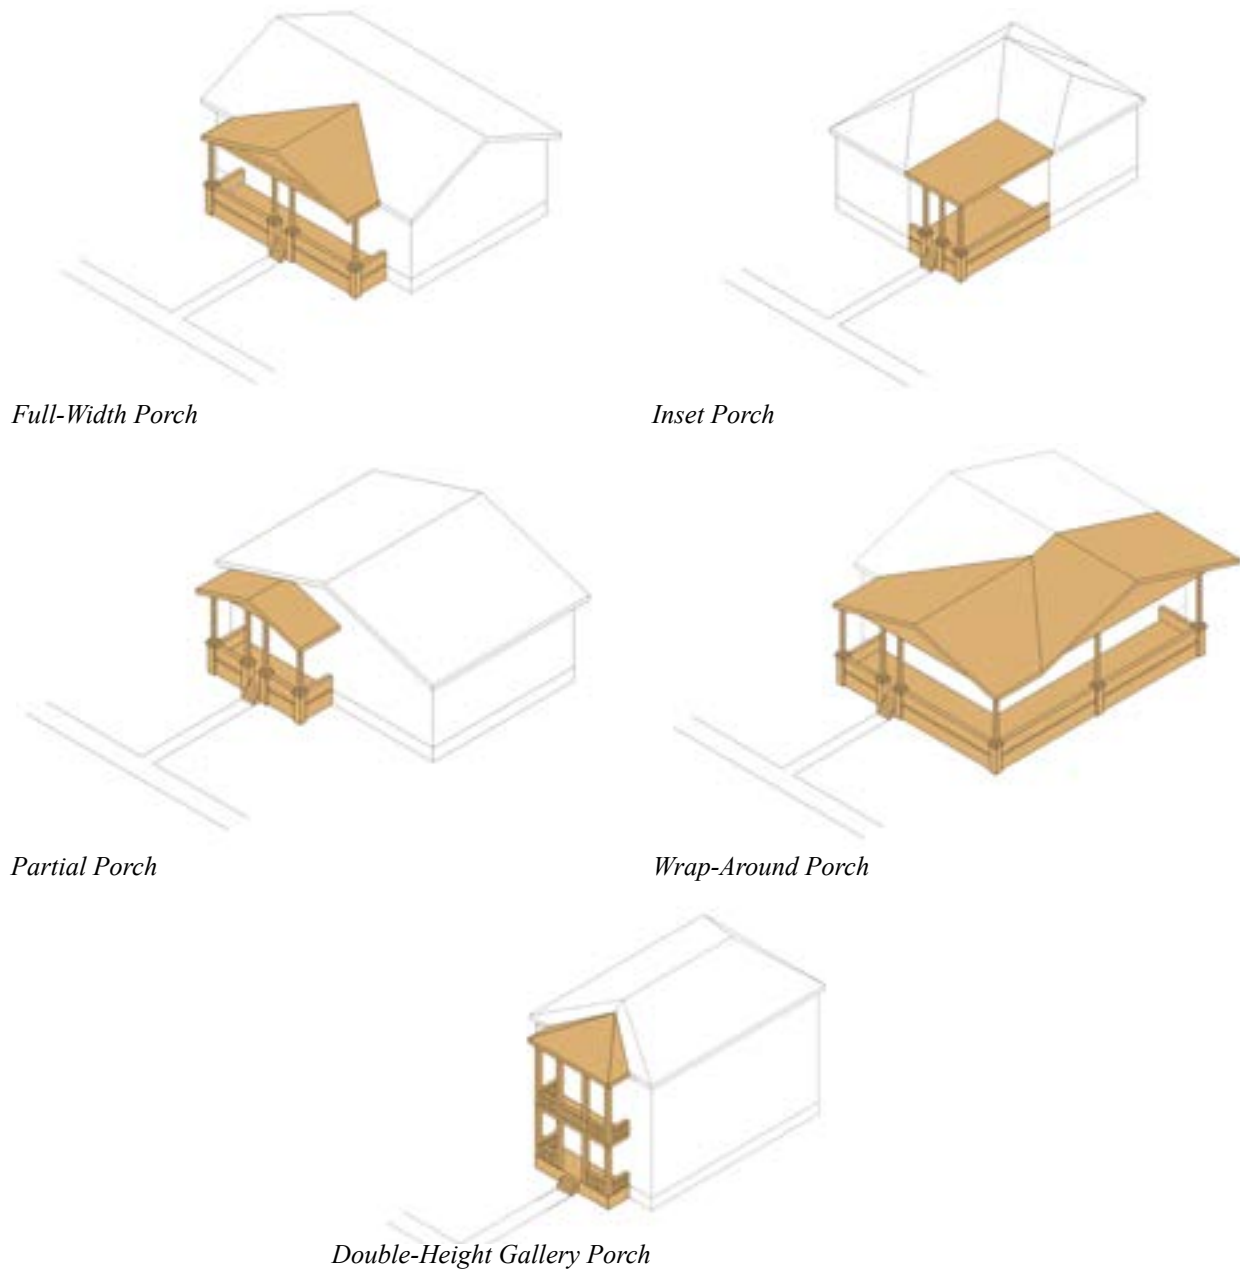 Full-Width Porch
Inset Porch
Partial Porch
Wrap-Around Porch
Double-Height Gallery Porch